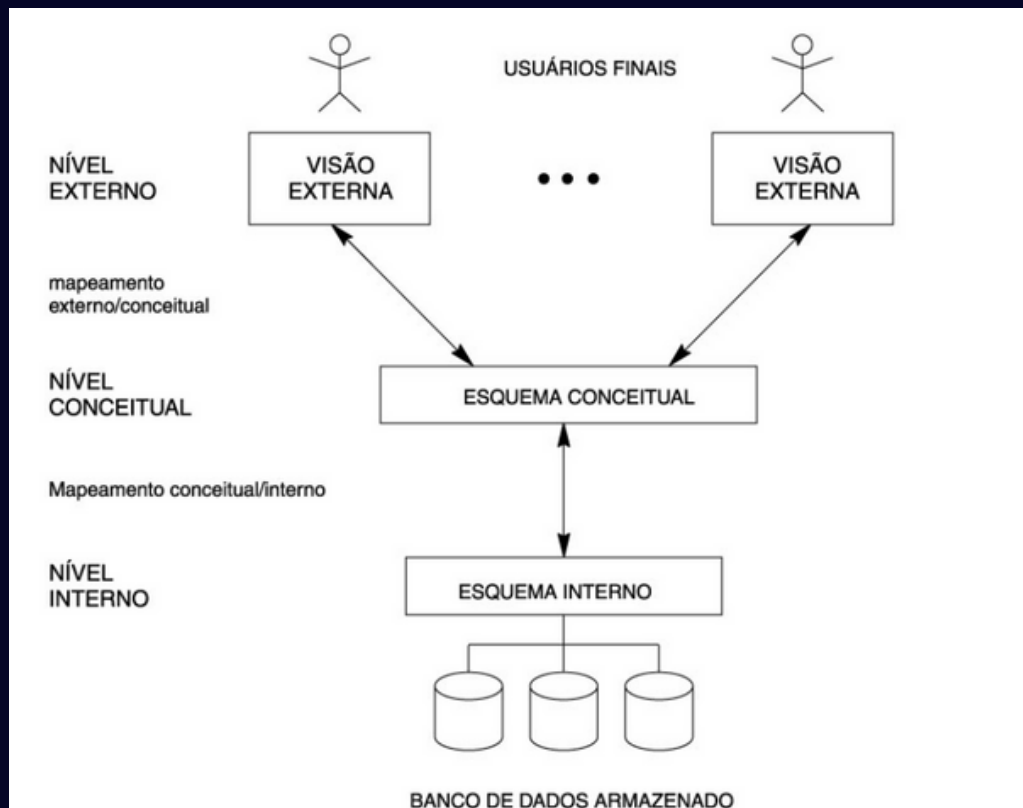 USUÁRIOS FINAIS
NÍVEL
EXTERNO
VISÃO
EXTERNA
VISÃO
EXTERNA
mapeamento
externo/conceitual
NÍVEL
CONCEITUAL
ESQUEMA CONCEITUAL
Mapeamento conceitual/interno
NÍVEL
INTERNO
ESQUEMA INTERNO
BANCO DE DADOS ARMAZENADO